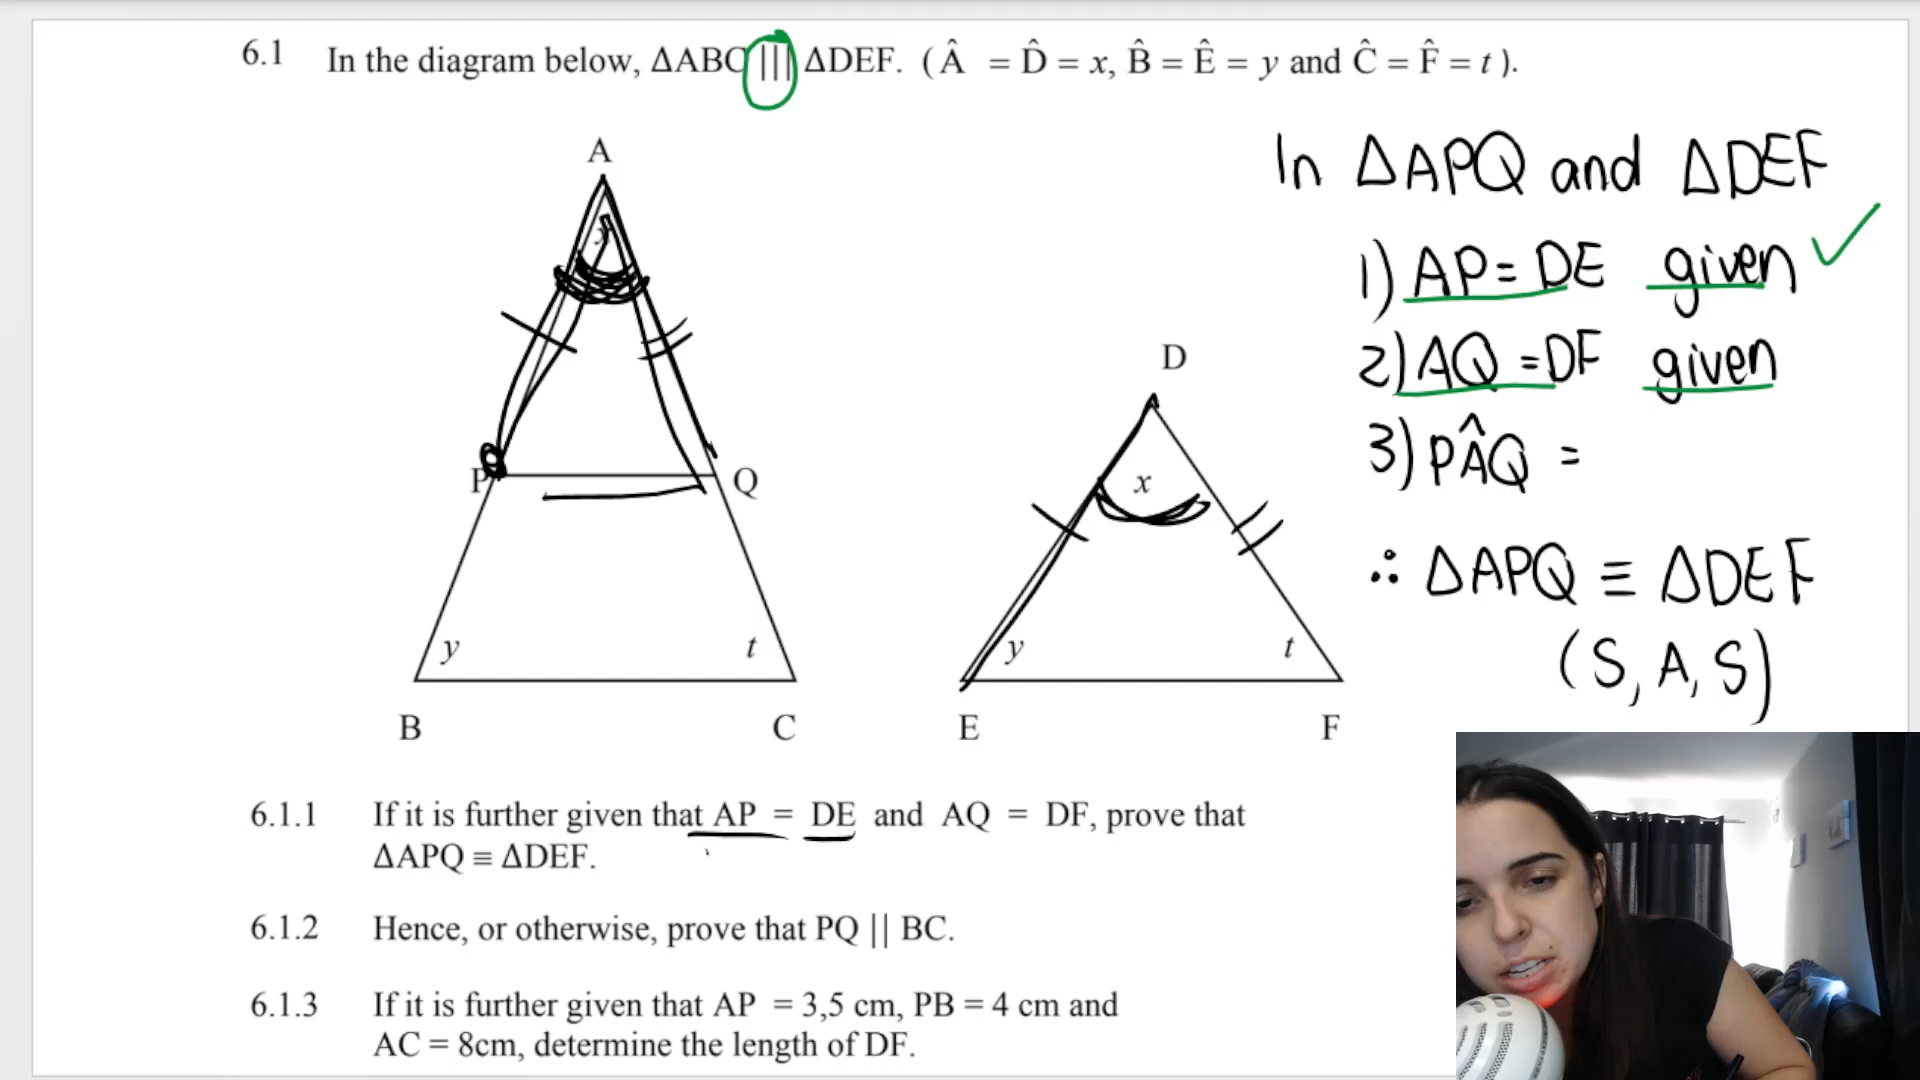 6.1 In the diagram below, ΔABC ||| ΔDEF. ( Â = D̂ = x, B̂ = Ê = y and Ĉ = F̂ = t ).
A
x
P
Q
y
t
B
C
D
x
y
t
E
F
In ΔAPQ and ΔDEF
1) AP = DE given ✓
2) AQ = DF given
3) PÂQ =
∴ ΔAPQ ≡ ΔDEF
(S, A, S)
6.1.1 If it is further given that AP = DE and AQ = DF, prove that
ΔAPQ ≡ ΔDEF.
6.1.2 Hence, or otherwise, prove that PQ || BC.
6.1.3 If it is further given that AP = 3,5 cm, PB = 4 cm and
AC = 8cm, determine the length of DF.